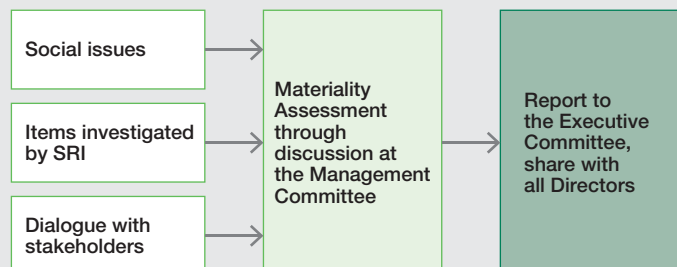 Social issues
Items investigated
by SRI
Dialogue with
stakeholders
Materiality
Assessment
through
discussion at
the Management
Committee
Report to
the Executive
Committee,
share with
all Directors